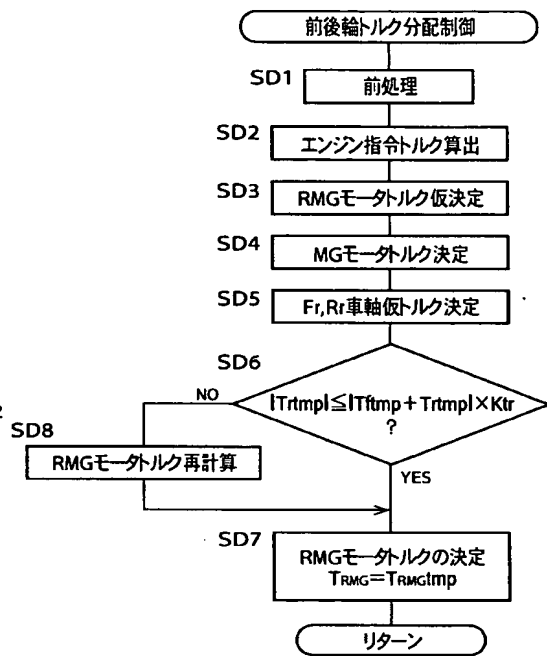 前後輪トルク分配制御
SD1
前処理
SD2
エンジン指令トルク算出
SD3
RMGモータトルク仮決定
SD4
MGモータトルク決定
SD5
Fr,Rr車軸仮トルク決定
SD6
|Trtmp|≦|Tftmp + Trtmp|×Ktr
?
NO
YES
SD8
RMGモータトルク再計算
SD7
RMGモータトルクの決定
TRMG=TRMGtmp
リターン